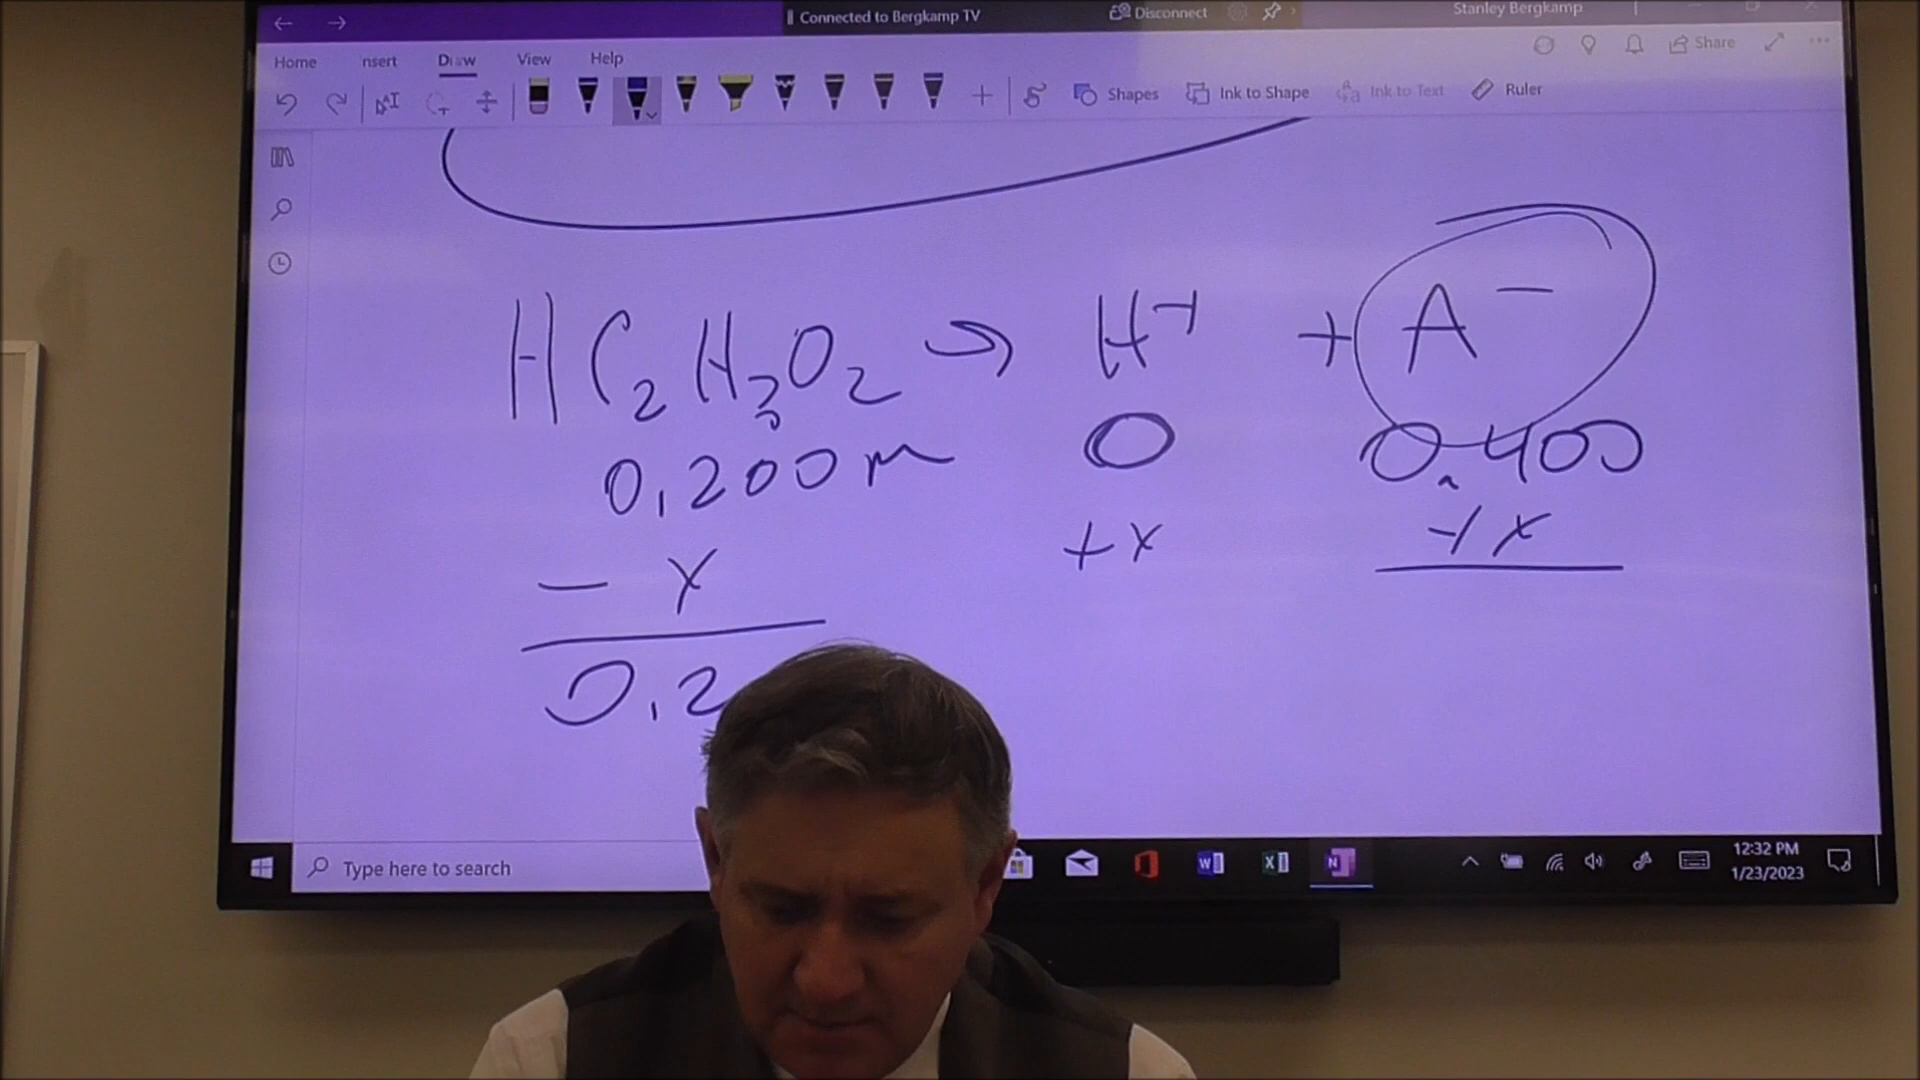 Connected to Bergkamp TV
Disconnect
Stanley Bergkamp
Home nsert Draw View Help
Share
Shapes Ink to Shape Ink to Text Ruler
HC₂H₃O₂ → H⁺ + A⁻
0.200 M 0 0.400
- x +x +x
0.2
Type here to search
12:32 PM
1/23/2023